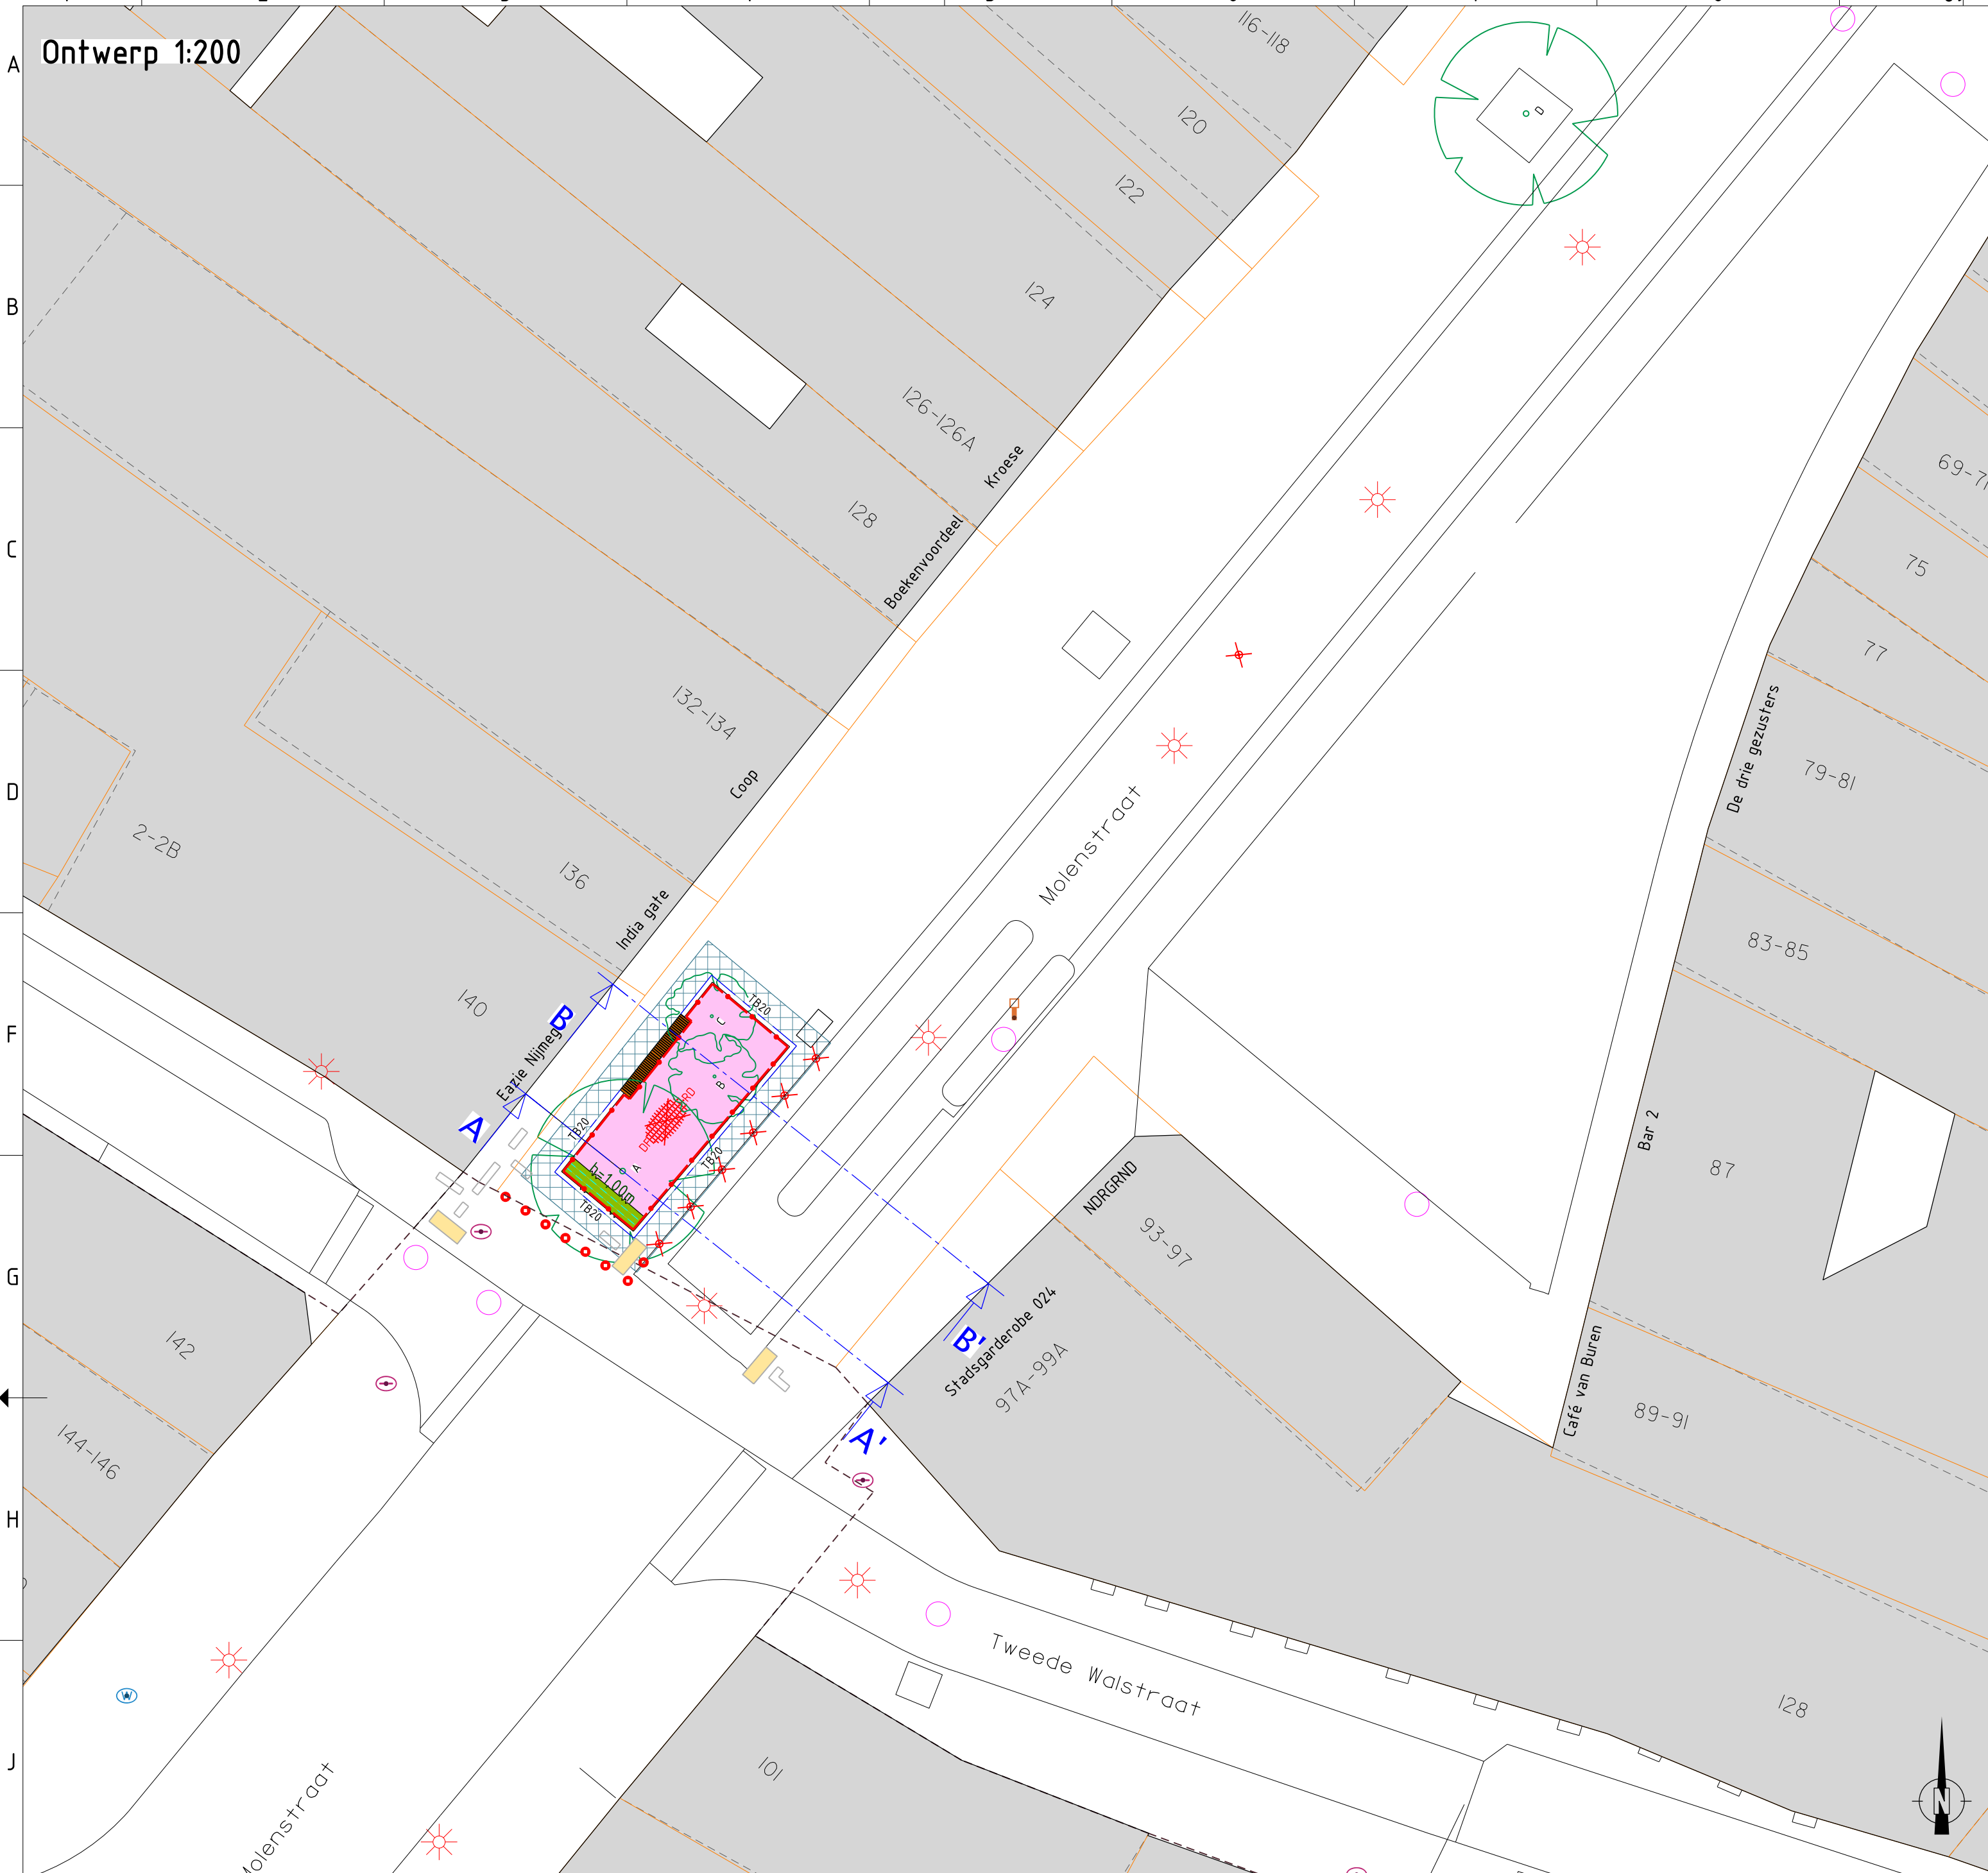 Ontwerp 1:200
A
B
C
D
F
G
H
J
116-118
120
122
124
126-126A
128
132-134
136
140
2-2B
142
144-146
Kroese
Boekenvoordeel
Coop
India gate
Eazie Nijmeg
B
A
TB20
TB20
TB20
TB20
C
B
A
h=1.00m
B'
A'
Molenstraat
69-71
75
77
79-81
83-85
87
89-91
De drie gezusters
Bar 2
Café van Buren
NDRGRND
93-97
Stadsgarderobe 024
97A-99A
D
Tweede Walstraat
128
101
Molenstraat
W
N